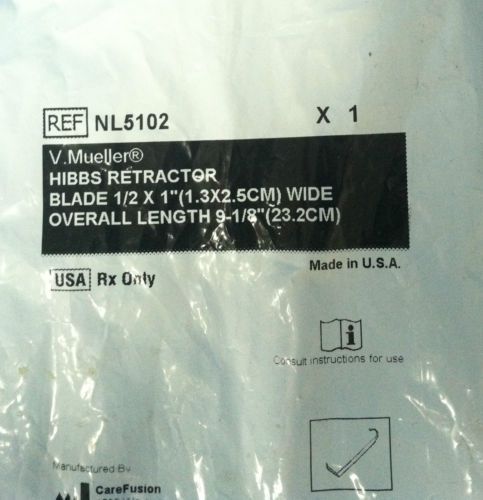 REF NL5102 X 1
V.Mueller®
HIBBS RETRACTOR
BLADE 1/2 X 1"(1.3X2.5CM) WIDE
OVERALL LENGTH 9-1/8"(23.2CM)
USA Rx Only
Made in U.S.A.
i
Consult instructions for use
Manufactured By
CareFusion